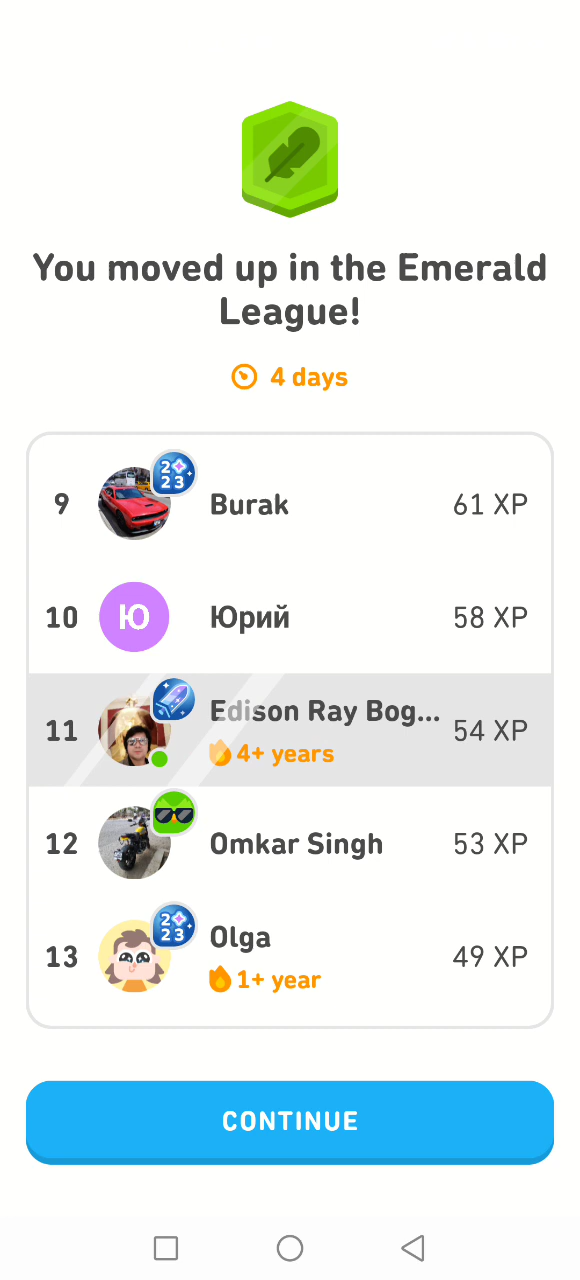 You moved up in the Emerald
League!
4 days
9 Burak 61 XP
10 Ю Юрий 58 XP
11 Edison Ray Bog... 54 XP
4+ years
12 Omkar Singh 53 XP
13 Olga 49 XP
1+ year
CONTINUE